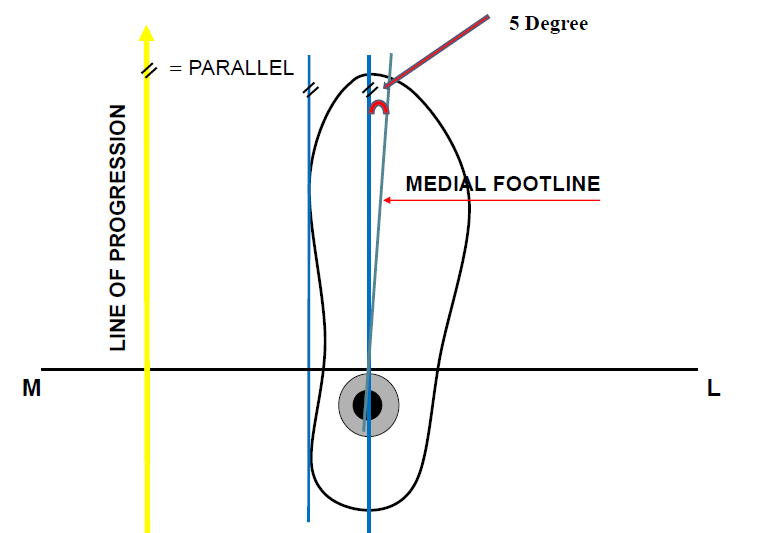 5 Degree
= PARALLEL
LINE OF PROGRESSION
MEDIAL FOOTLINE
M
L